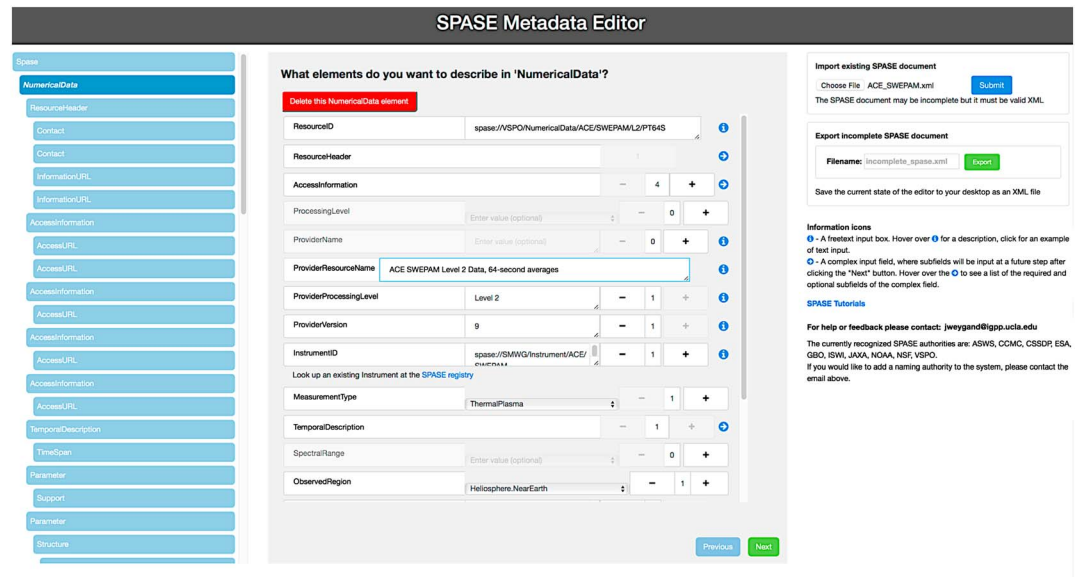 SPASE Metadata Editor
Spase
NumericalData
ResourceHeader
Contact
Contact
InformationURL
InformationURL
AccessInformation
AccessURL
AccessURL
AccessInformation
AccessURL
AccessInformation
AccessURL
AccessInformation
AccessURL
TemporalDescription
TimeSpan
Parameter
Support
Parameter
Structure
What elements do you want to describe in 'NumericalData'?
Delete this NumericalData element
ResourceID spase://VSPO/NumericalData/ACE/SWEPAM/L2/PT64S
ResourceHeader 1
AccessInformation − 4 +
ProcessingLevel Enter value (optional) − 0 +
ProviderName Enter value (optional) − 0 +
ProviderResourceName ACE SWEPAM Level 2 Data, 64-second averages
ProviderProcessingLevel Level 2 − 1 +
ProviderVersion 9 − 1 +
InstrumentID spase://SMWG/Instrument/ACE/ − 1 +
SWEPAM
Look up an existing Instrument at the SPASE registry
MeasurementType ThermalPlasma − 1 +
TemporalDescription − 1 +
SpectralRange Enter value (optional) − 0 +
ObservedRegion Heliosphere.NearEarth − 1 +
Previous Next
Import existing SPASE document
Choose File ACE_SWEPAM.xml Submit
The SPASE document may be incomplete but it must be valid XML
Export incomplete SPASE document
Filename: incomplete_spase.xml Export
Save the current state of the editor to your desktop as an XML file
Information icons
- A freetext input box. Hover over for a description, click for an example
of text input.
- A complex input field, where subfields will be input at a future step after
clicking the "Next" button. Hover over the to see a list of the required and
optional subfields of the complex field.
SPASE Tutorials
For help or feedback please contact: jweygand@igpp.ucla.edu
The currently recognized SPASE authorities are: ASWS, CCMC, CSSDP, ESA,
GBO, ISWI, JAXA, NOAA, NSF, VSPO.
If you would like to add a naming authority to the system, please contact the
email above.